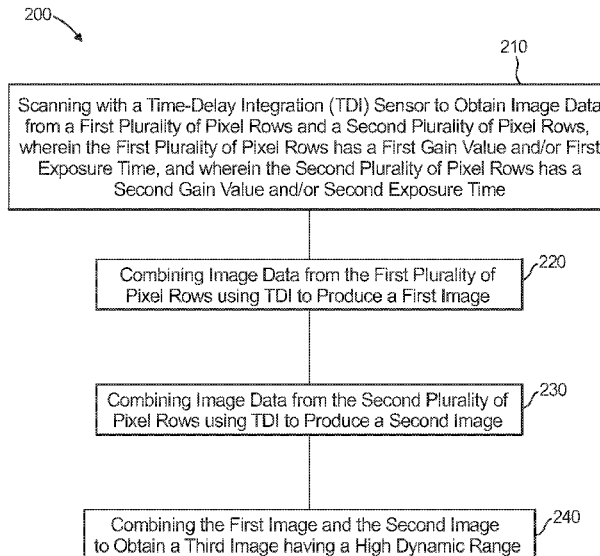 200
210
Scanning with a Time-Delay Integration (TDI) Sensor to Obtain Image Data
from a First Plurality of Pixel Rows and a Second Plurality of Pixel Rows,
wherein the First Plurality of Pixel Rows has a First Gain Value and/or First
Exposure Time, and wherein the Second Plurality of Pixel Rows has a
Second Gain Value and/or Second Exposure Time
220
Combining Image Data from the First Plurality of
Pixel Rows using TDI to Produce a First Image
230
Combining Image Data from the Second Plurality of
Pixel Rows using TDI to Produce a Second Image
240
Combining the First Image and the Second Image
to Obtain a Third Image having a High Dynamic Range